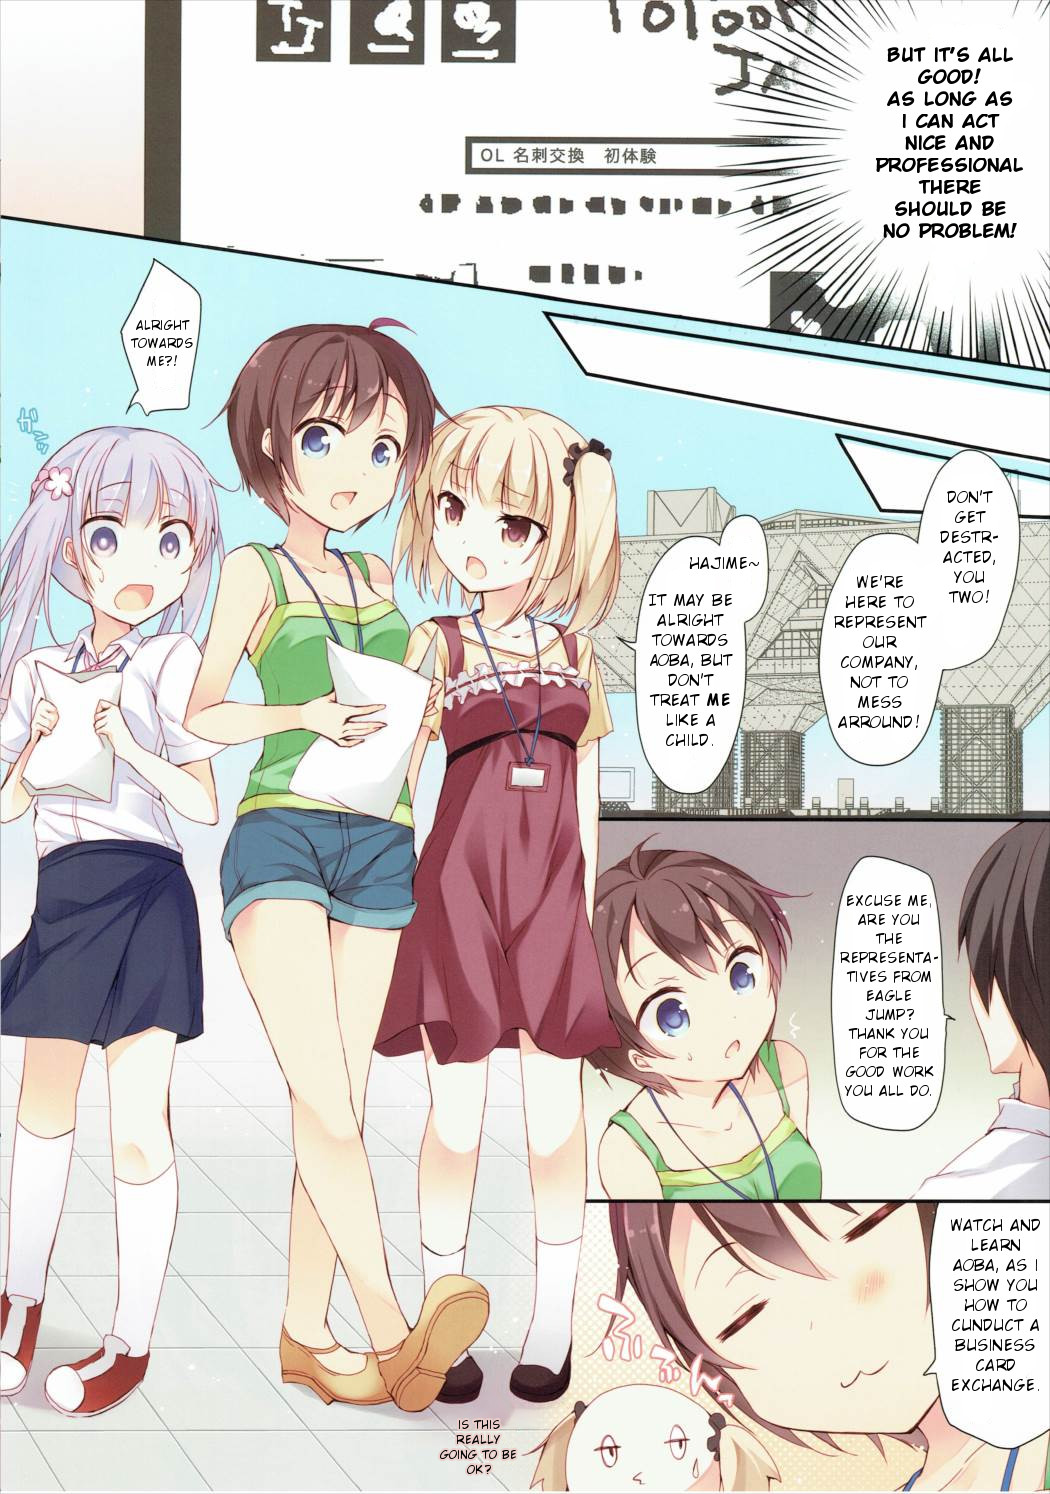 BUT IT'S ALL
GOOD!
AS LONG AS
I CAN ACT
NICE AND
PROFESSIONAL
THERE
SHOULD BE
NO PROBLEM!
OL 名刺交換 初体験
DON'T
GET
DESTR-
ACTED,
YOU
TWO!
WE'RE
HERE TO
REPRESENT
OUR
COMPANY,
NOT TO
MESS
ARROUND!
HAJIME~
IT MAY BE
ALRIGHT
TOWARDS
AOBA, BUT
DON'T
TREAT ME
LIKE A
CHILD.
ALRIGHT
TOWARDS
ME?!
EXCUSE ME,
ARE YOU
THE
REPRESENTA-
TIVES FROM
EAGLE
JUMP?
THANK YOU
FOR THE
GOOD WORK
YOU ALL DO.
WATCH AND
LEARN
AOBA, AS I
SHOW YOU
HOW TO
CUNDUCT A
BUSINESS
CARD
EXCHANGE.
ふふんっ
IS THIS
REALLY
GOING TO BE
OK?